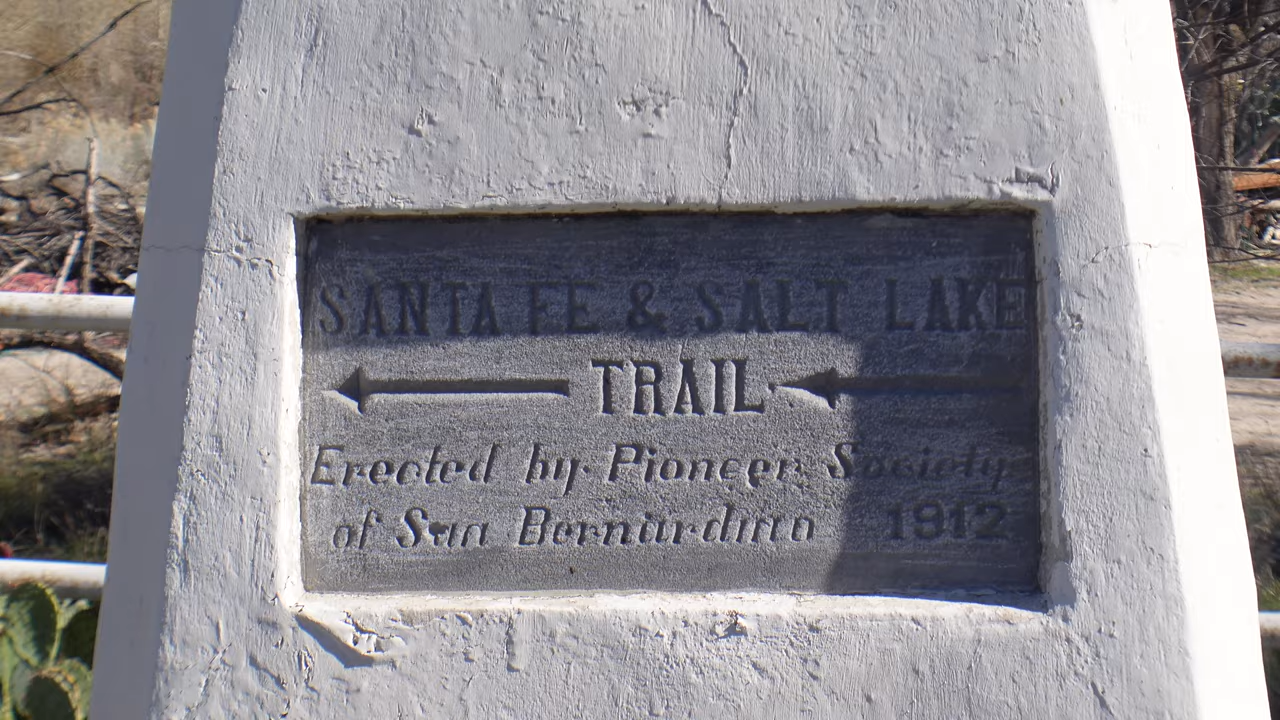 SANTA FE & SALT LAKE
TRAIL
Erected by Pioneer Society
of San Bernardino 1912